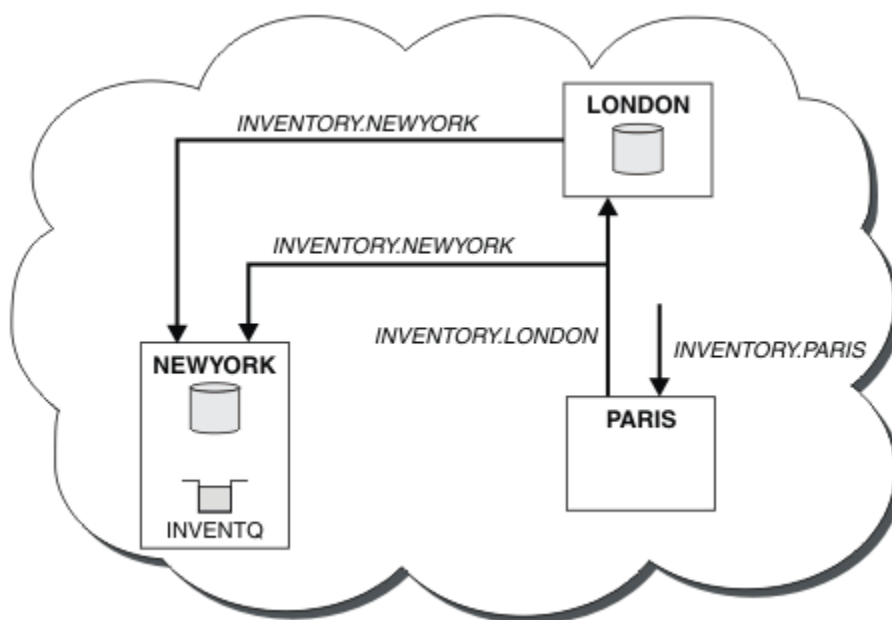 LONDON
INVENTORY.NEWYORK
INVENTORY.NEWYORK
INVENTORY.LONDON
INVENTORY.PARIS
NEWYORK
PARIS
INVENTQ